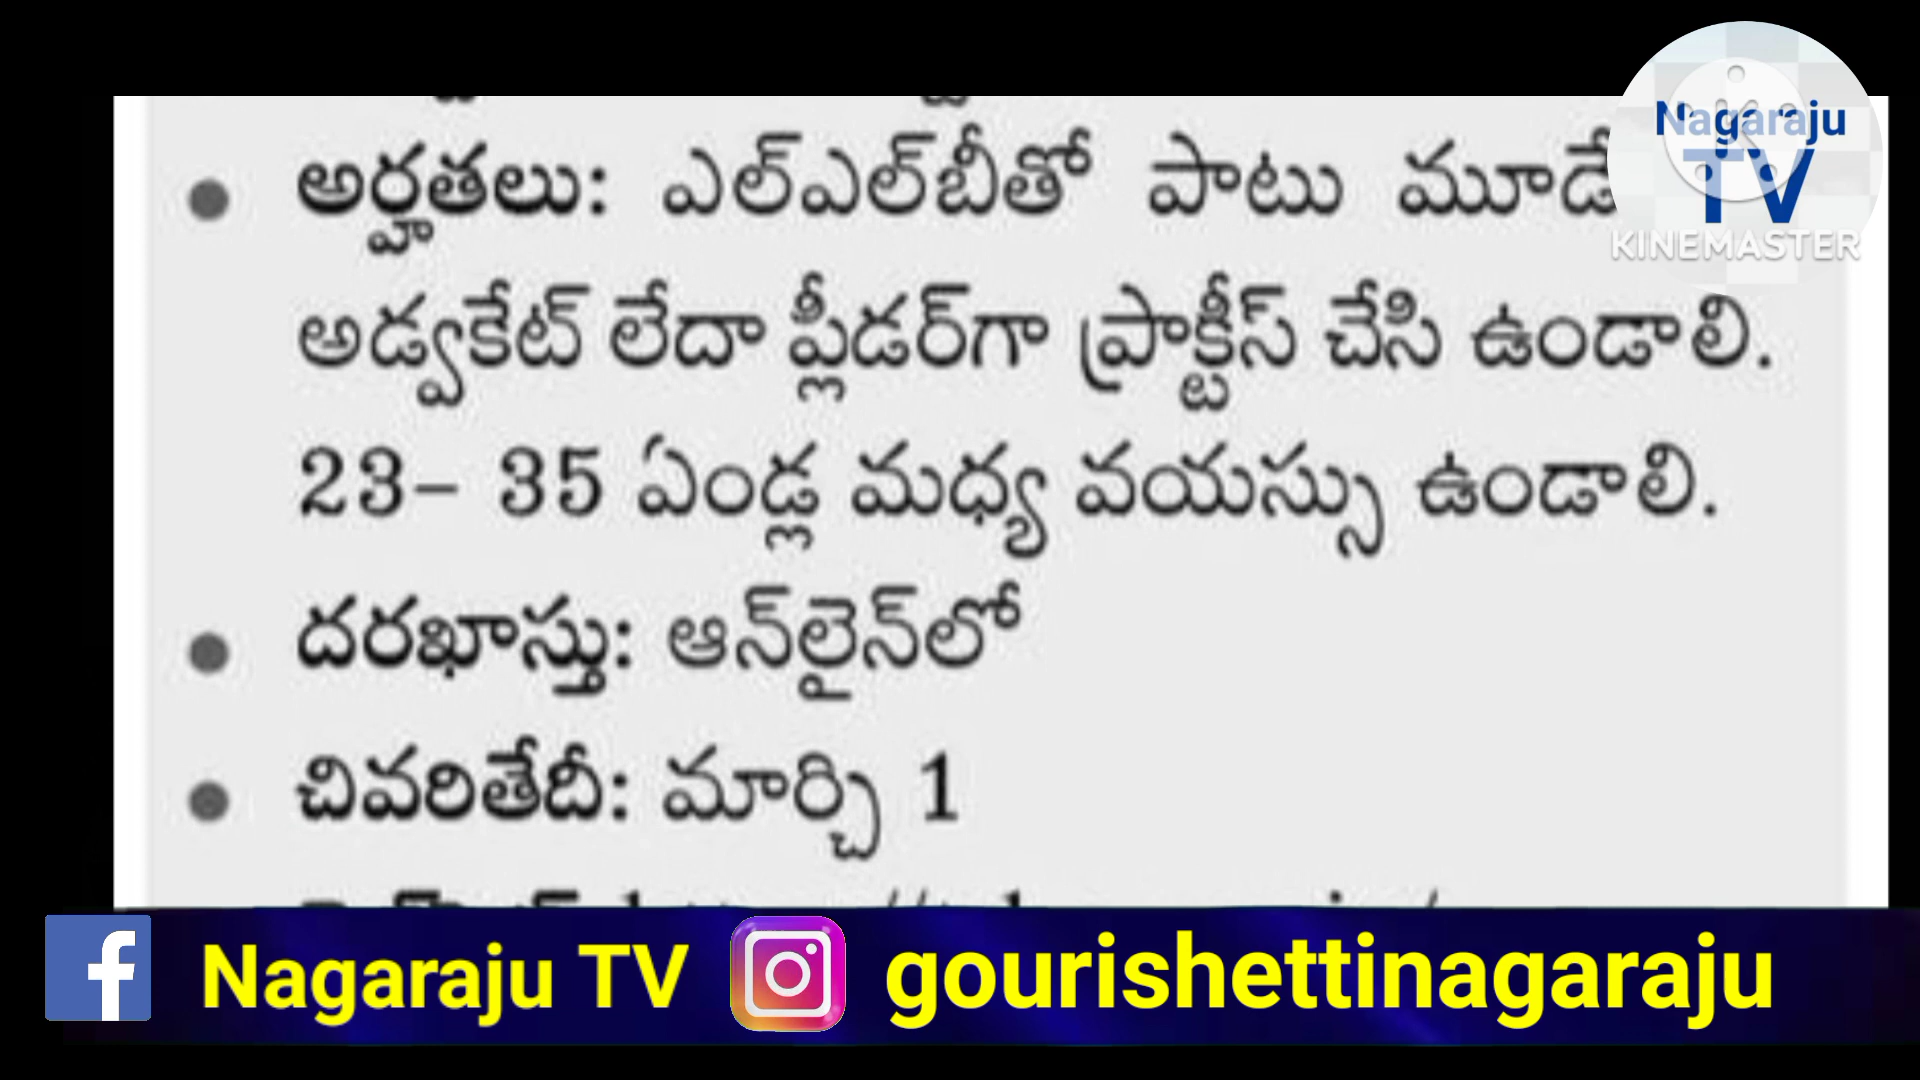 Nagaraju
TV
KINEMASTER
• అర్హతలు: ఎల్ఎల్‌బీతో పాటు
అడ్వకేట్ లేదా ప్లీడర్‌గా ప్రాక్టీస్ చేసి ఉండాలి.
23– 35 ఏండ్ల మధ్య వయస్సు ఉండాలి.
• దరఖాస్తు: ఆన్‌లైన్‌లో
• చివరితేదీ: మార్చి 1
Nagaraju TV gourishettinagaraju